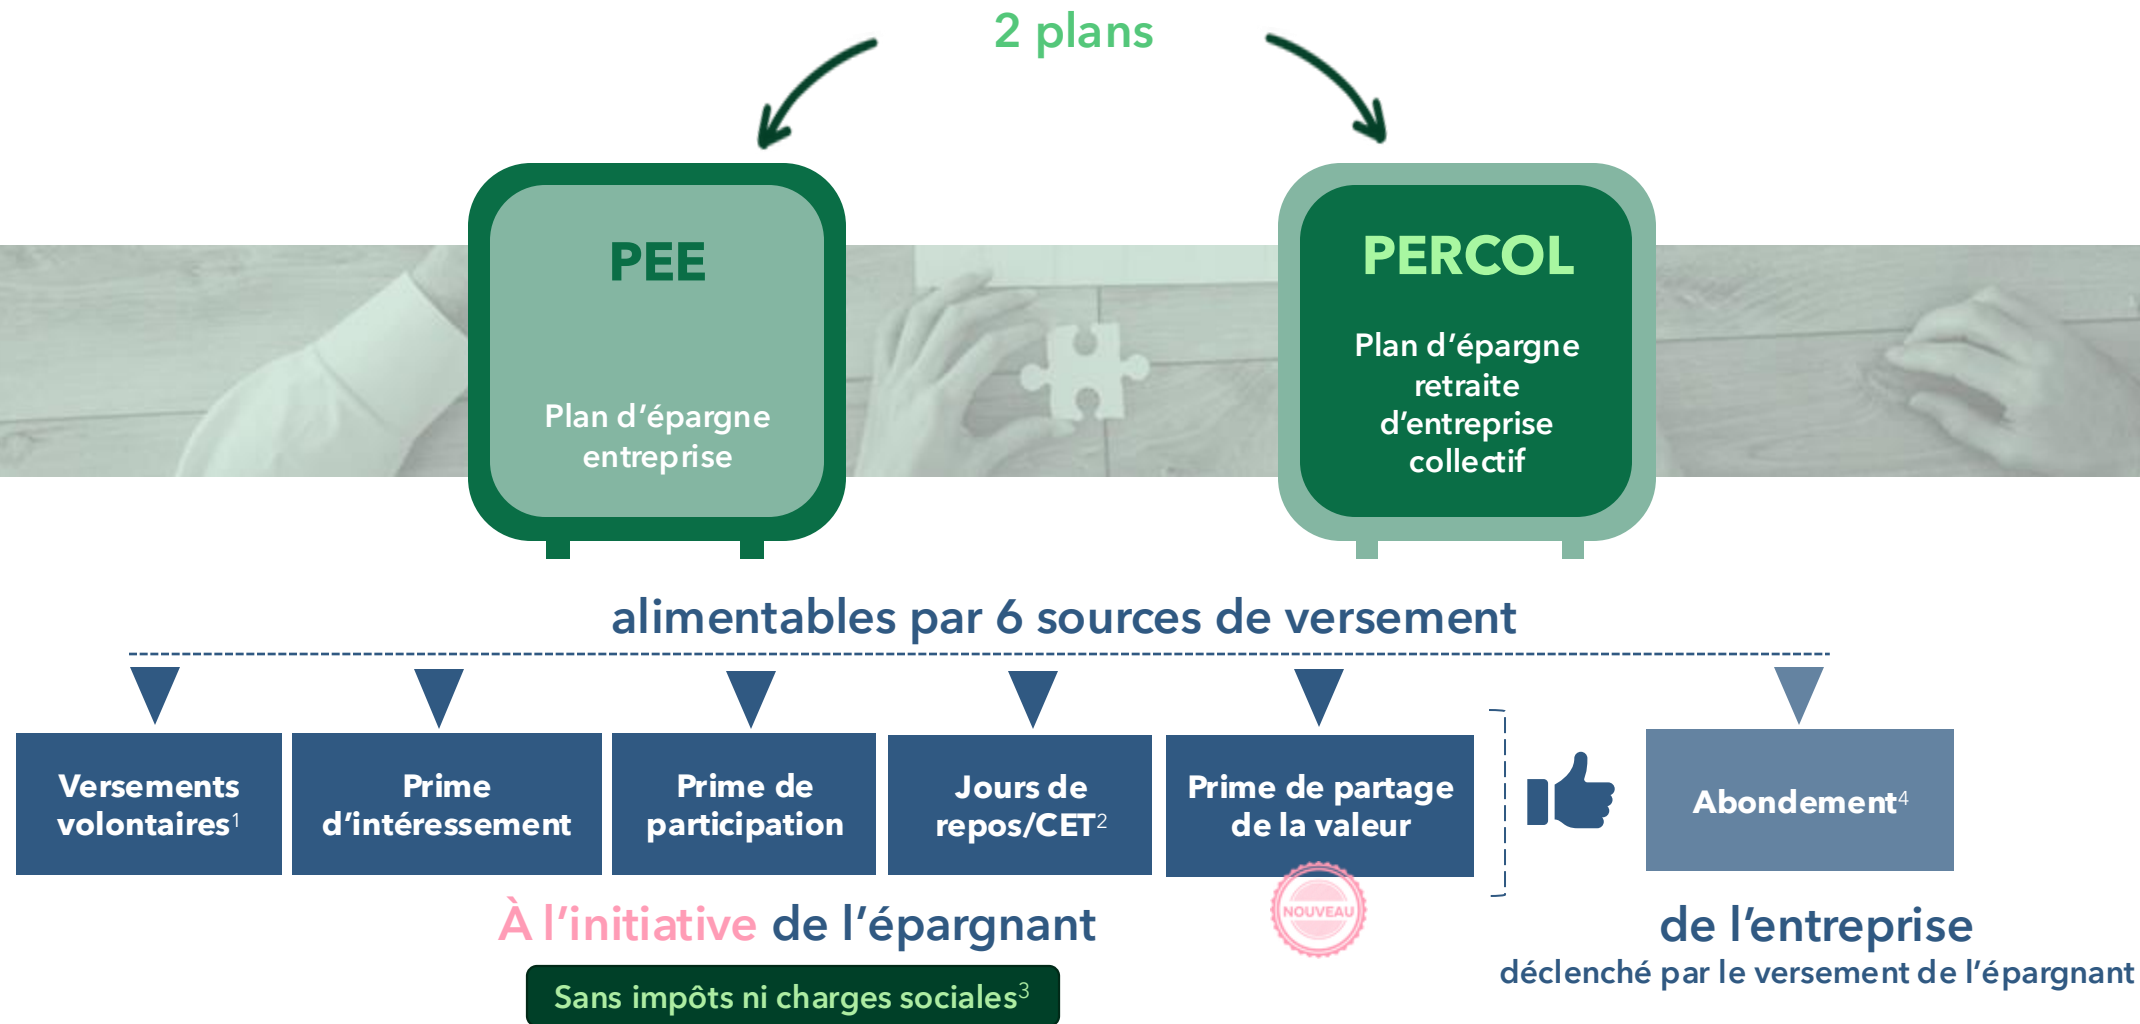 2 plans
PEE
Plan d’épargne
entreprise
PERCOL
Plan d’épargne
retraite
d’entreprise
collectif
alimentables par 6 sources de versement
Versements
volontaires¹
Prime
d’intéressement
Prime de
participation
Jours de
repos/CET²
Prime de partage
de la valeur
NOUVEAU
Abondement⁴
À l’initiative de l’épargnant
Sans impôts ni charges sociales³
de l’entreprise
déclenché par le versement de l’épargnant